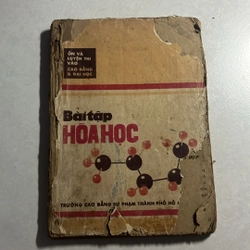 ÔN VÀ
LUYỆN THI
VÀO
CAO ĐẲNG
& ĐẠI HỌC
Bài tập
HÓA HỌC
TRƯỜNG CAO ĐẲNG SƯ PHẠM THÀNH PHỐ HỒ